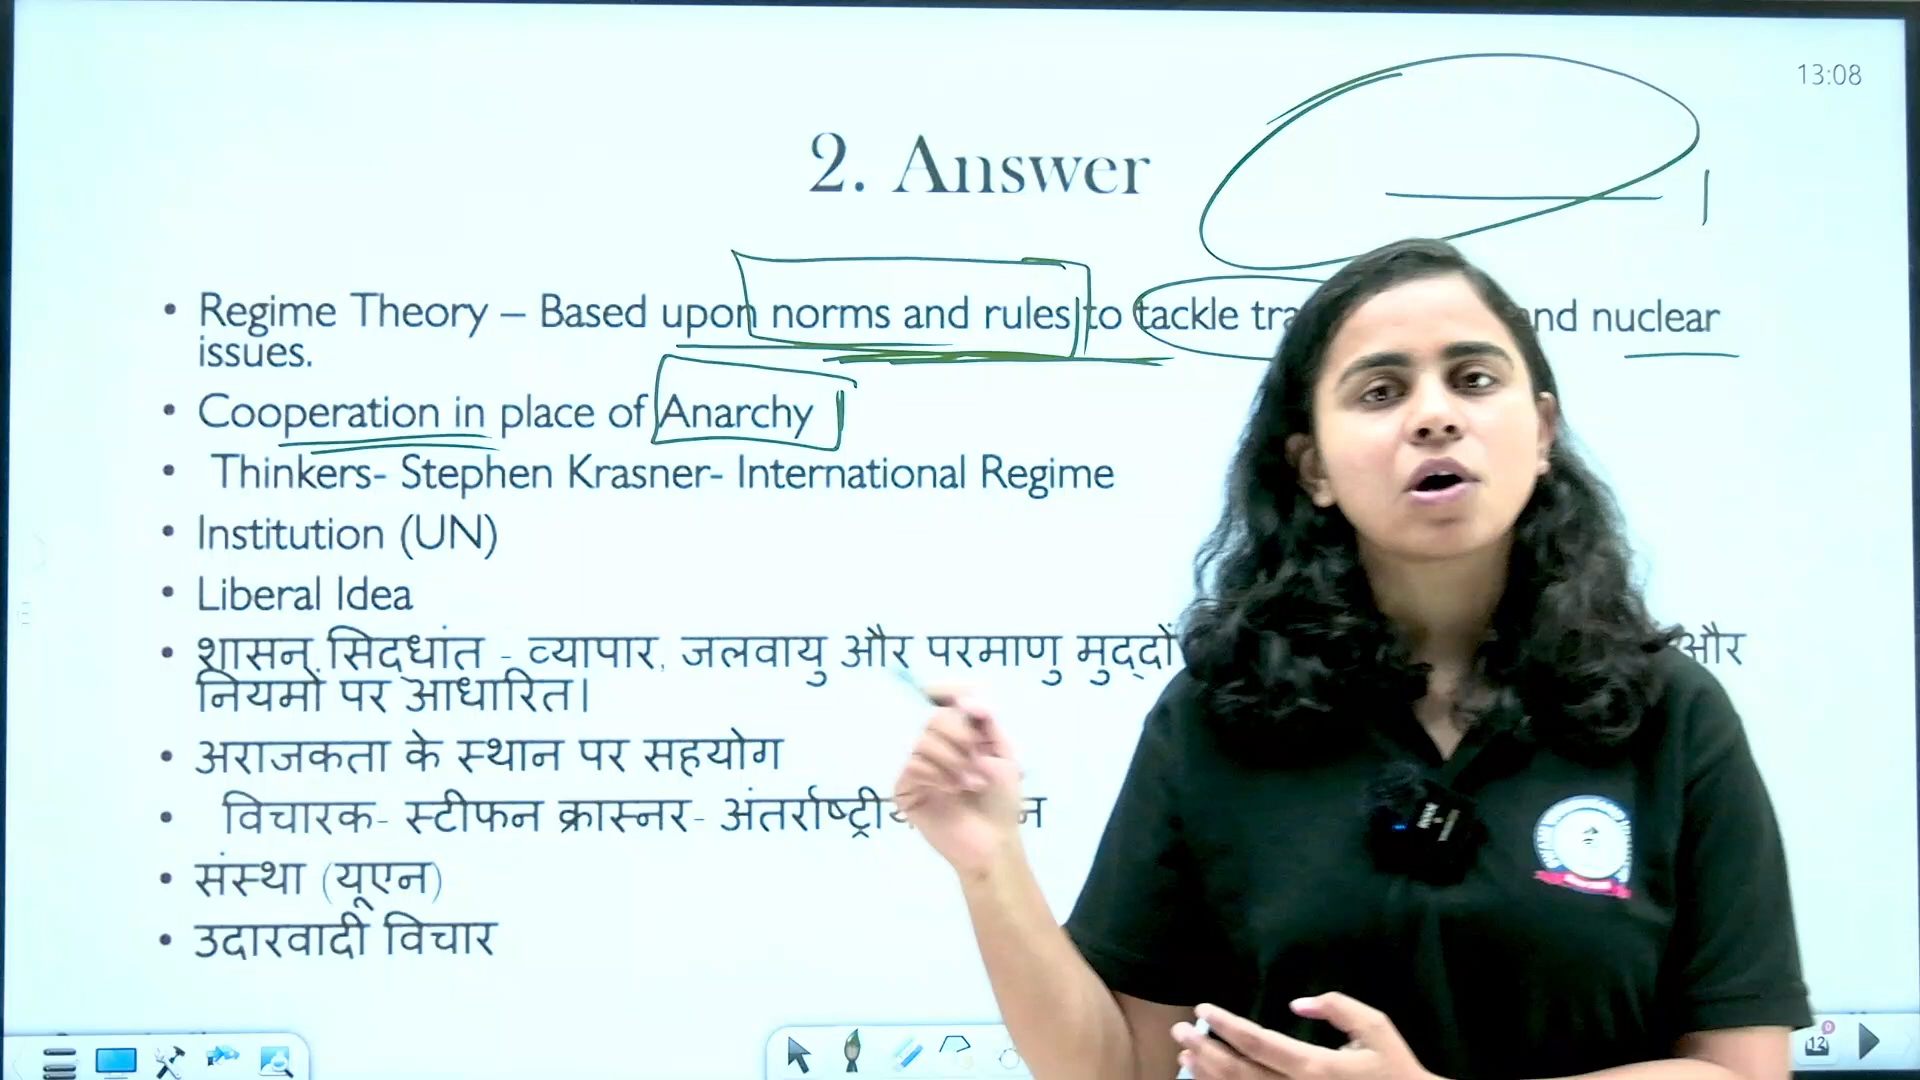 13:08
2. Answer
• Regime Theory – Based upon norms and rules to tackle nd nuclear
issues.
• Cooperation in place of Anarchy
• Thinkers- Stephen Krasner- International Regime
• Institution (UN)
• Liberal Idea
• शासन सिद्धांत - व्यापार, जलवायु और परमाणु मुद्दों और
नियमों पर आधारित।
• अराजकता के स्थान पर सहयोग
• विचारक- स्टीफन क्रास्नर-
• संस्था (यूएन)
• उदारवादी विचार
12